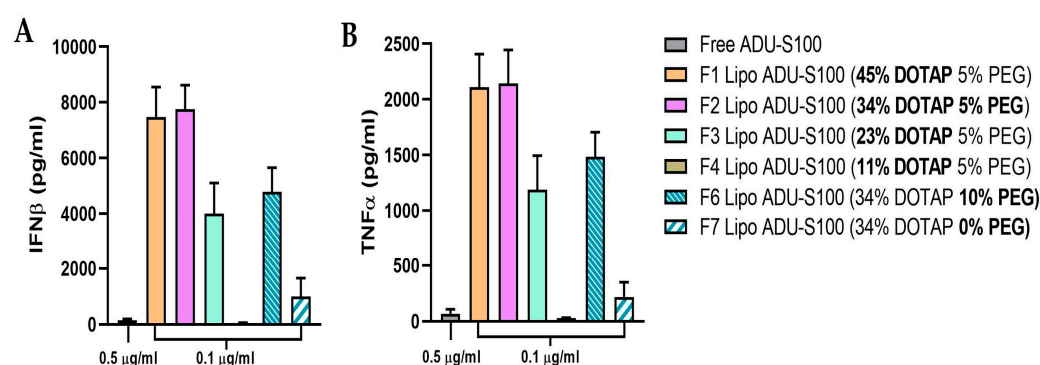 A
IFNβ (pg/ml)
10000
8000
6000
4000
2000
0
0.5 μg/ml
0.1 μg/ml
B
TNFα (pg/ml)
2500
2000
1500
1000
500
0
0.5 μg/ml
0.1 μg/ml
Free ADU-S100
F1 Lipo ADU-S100 (45% DOTAP 5% PEG)
F2 Lipo ADU-S100 (34% DOTAP 5% PEG)
F3 Lipo ADU-S100 (23% DOTAP 5% PEG)
F4 Lipo ADU-S100 (11% DOTAP 5% PEG)
F6 Lipo ADU-S100 (34% DOTAP 10% PEG)
F7 Lipo ADU-S100 (34% DOTAP 0% PEG)